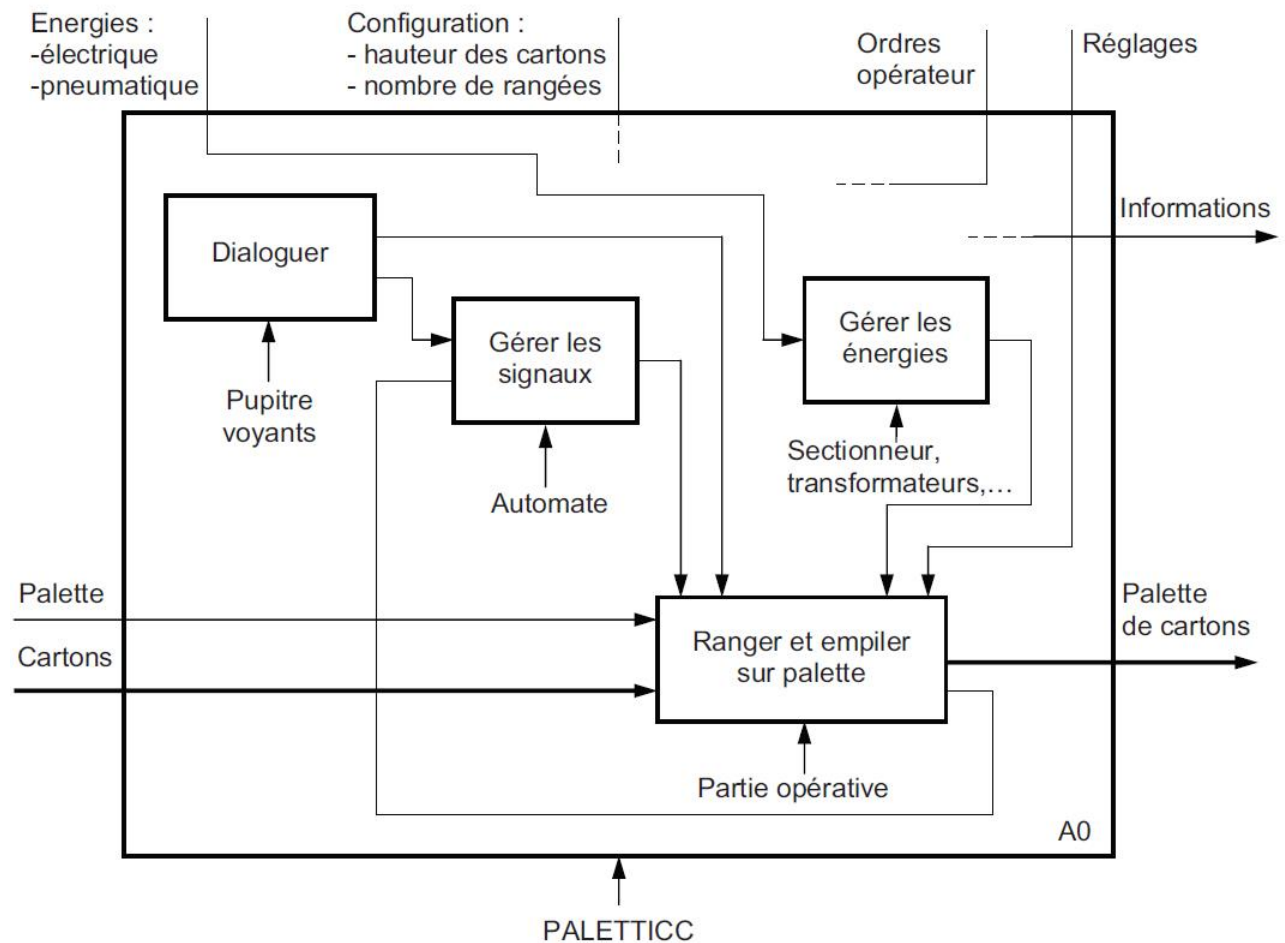 Energies :
-électrique
-pneumatique
Configuration :
- hauteur des cartons
- nombre de rangées
Ordres
opérateur
Réglages
Informations
Dialoguer
Gérer les
signaux
Gérer les
énergies
Pupitre
voyants
Automate
Sectionneur,
transformateurs,…
Palette
Cartons
Ranger et empiler
sur palette
Palette
de cartons
Partie opérative
A0
PALETTICC